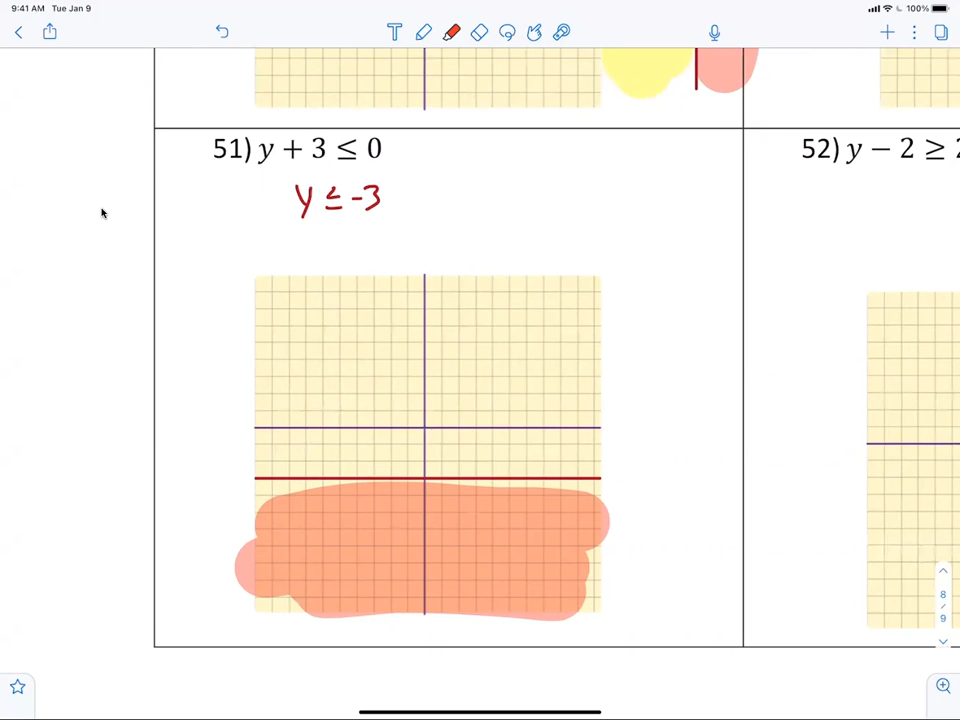 9:41 AM Tue Jan 9
100%
T
51) y + 3 ≤ 0
52) y − 2 ≥
y ≤ -3
8
/
9